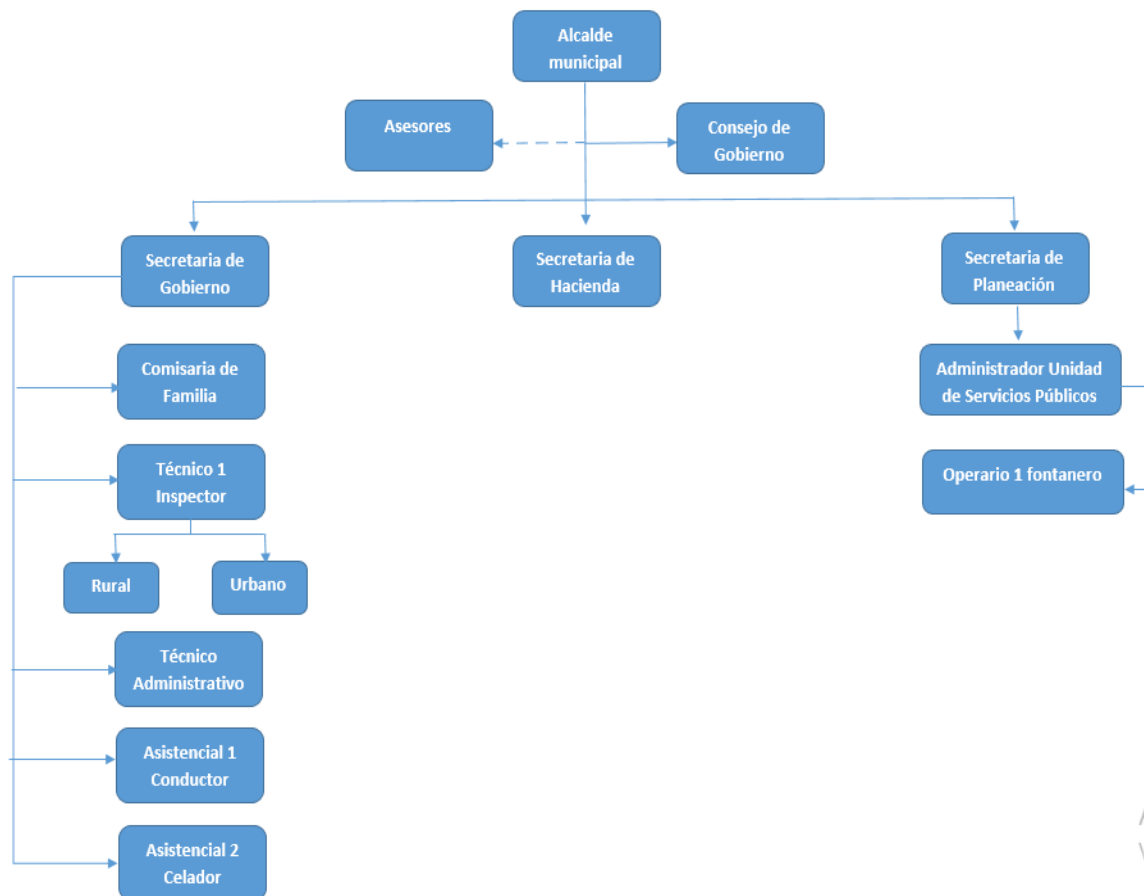 Alcalde
municipal
Asesores
Consejo de
Gobierno
Secretaria de
Gobierno
Secretaria de
Hacienda
Secretaria de
Planeación
Comisaria de
Familia
Administrador Unidad
de Servicios Públicos
Técnico 1
Inspector
Operario 1 fontanero
Rural
Urbano
Técnico
Administrativo
Asistencial 1
Conductor
Asistencial 2
Celador